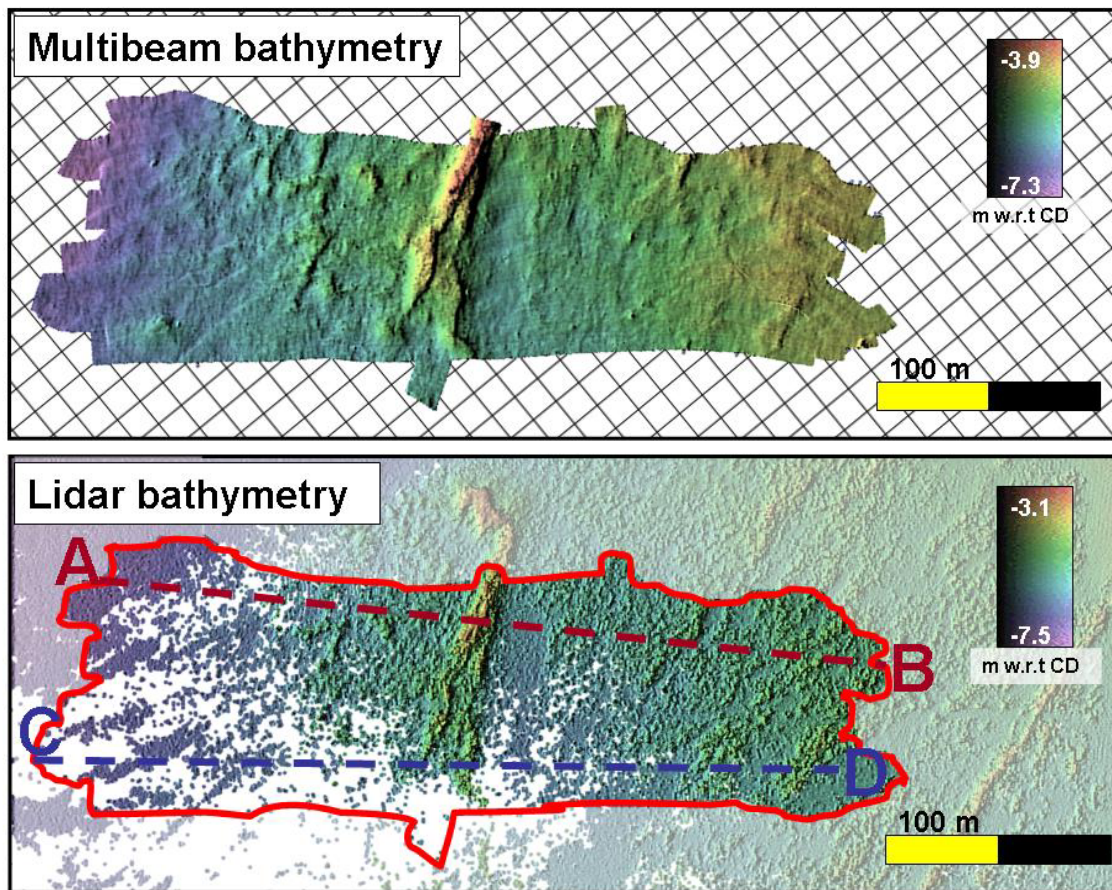 Multibeam bathymetry
-3.9
-7.3
m w.r.t CD
100 m
Lidar bathymetry
-3.1
-7.5
m w.r.t CD
A
B
C
D
100 m